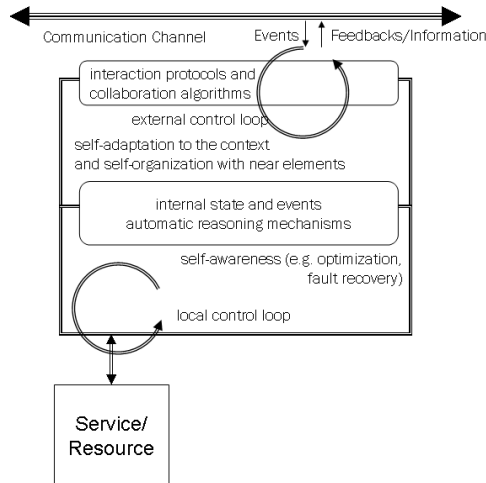 Communication Channel
Events
Feedbacks/Information
interaction protocols and
collaboration algorithms
external control loop
self-adaptation to the context
and self-organization with near elements
internal state and events
automatic reasoning mechanisms
self-awareness (e.g. optimization,
fault recovery)
local control loop
Service/
Resource